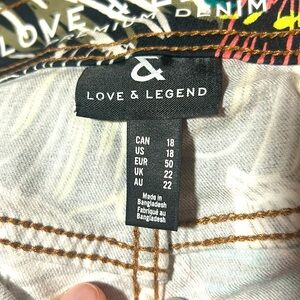 LOVE &
PREMIUM DENIM
&
LOVE & LEGEND
CAN 18
US 18
EUR 50
UK 22
AU 22
Made in
Bangladesh
Fabriqué au
Bangladesh